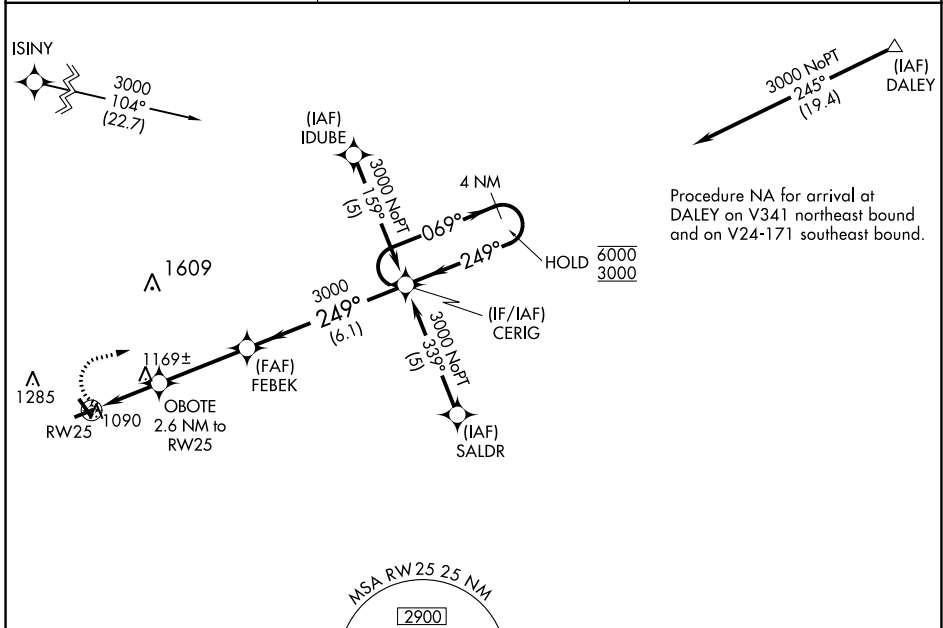 ISINY
3000
104°
(22.7)
(IAF)
IDUBE
3000 NoPT
159°
(5)
3000 NoPT
245°
(19.4)
(IAF)
DALEY
Procedure NA for arrival at
DALEY on V341 northeast bound
and on V24-171 southeast bound.
4 NM
069°
249°
HOLD 6000
3000
(IF/IAF)
CERIG
3000
249°
(6.1)
3000 NoPT
339°
(5)
(IAF)
SALDR
1609
1169±
(FAF)
FEBEK
1285
1090
RW25
OBOTE
2.6 NM to
RW25
MSA RW25 25 NM
2900